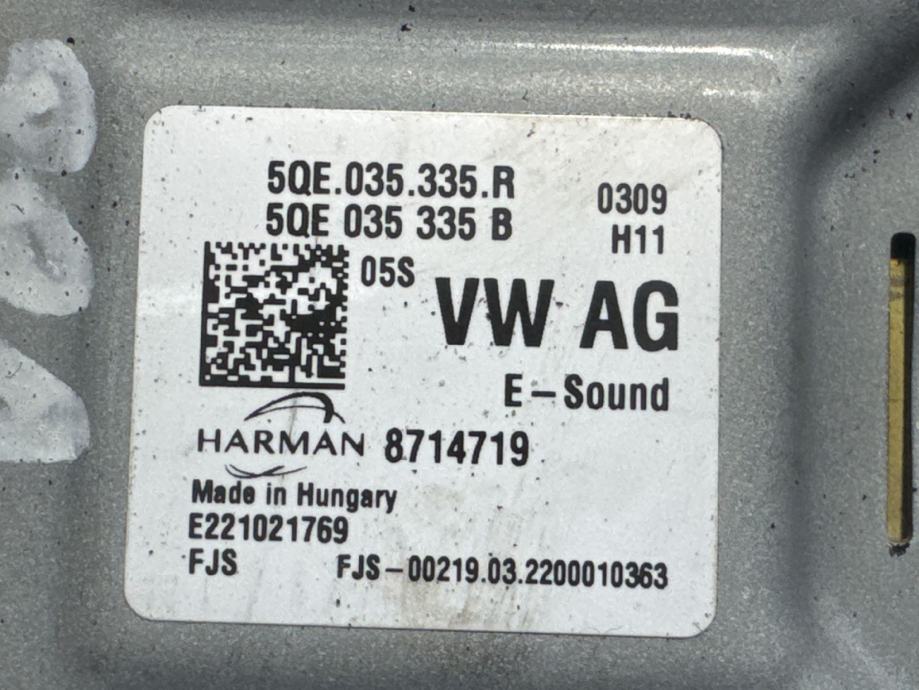 5QE.035.335.R 0309
5QE 035 335 B H11
05S
VW AG
E-Sound
HARMAN 8714719
Made in Hungary
E221021769
FJS FJS-00219.03.2200010363